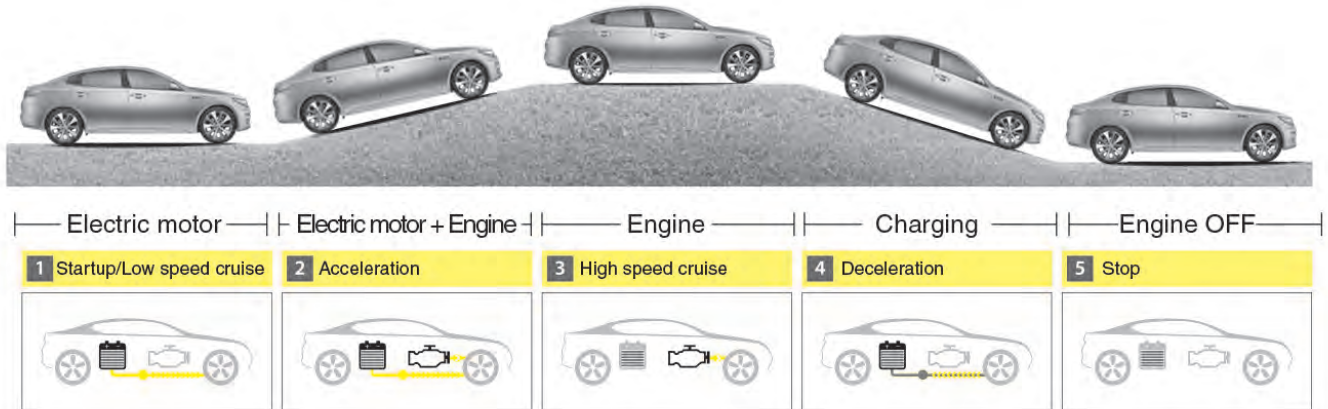 Electric motor
Electric motor + Engine
Engine
Charging
Engine OFF
1 Startup/Low speed cruise
2 Acceleration
3 High speed cruise
4 Deceleration
5 Stop